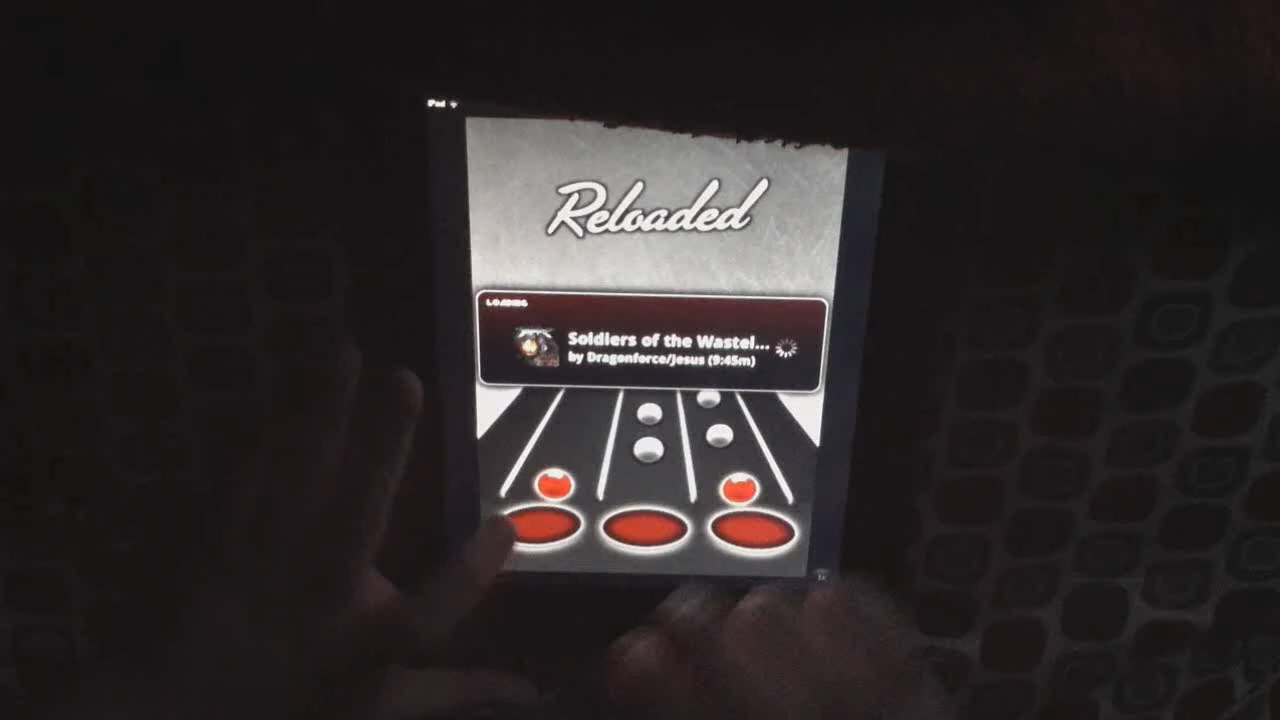 iPad
Reloaded
LOADING
Soldiers of the Wastel...
by Dragonforce/Jesus (9:45m)